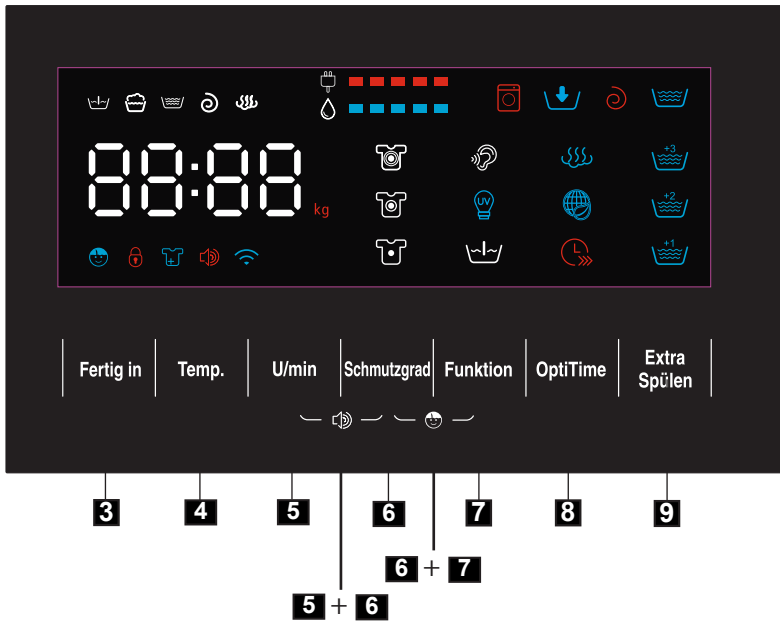 88:88
kg
UV
+3
+2
+1
Fertig in
Temp.
U/min
Schmutzgrad
Funktion
OptiTime
Extra
Spülen
3
4
5
6
7
8
9
6 + 7
5 + 6